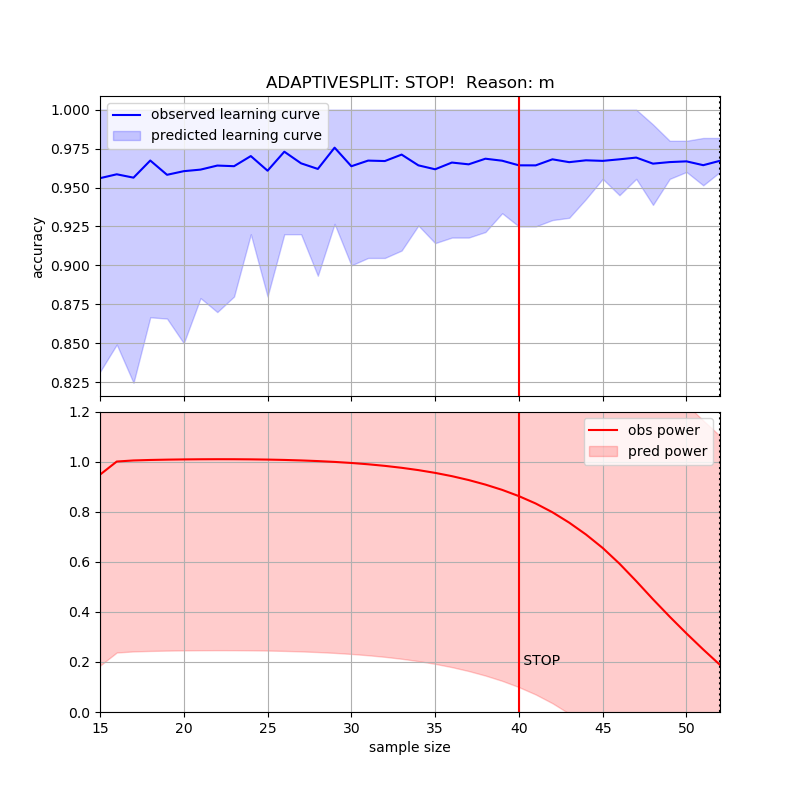 ADAPTIVESPLIT: STOP!  Reason: m
observed learning curve
predicted learning curve
1.000
0.975
0.950
0.925
0.900
0.875
0.850
0.825
accuracy
obs power
pred power
1.2
1.0
0.8
0.6
0.4
0.2
0.0
STOP
15 20 25 30 35 40 45 50
sample size